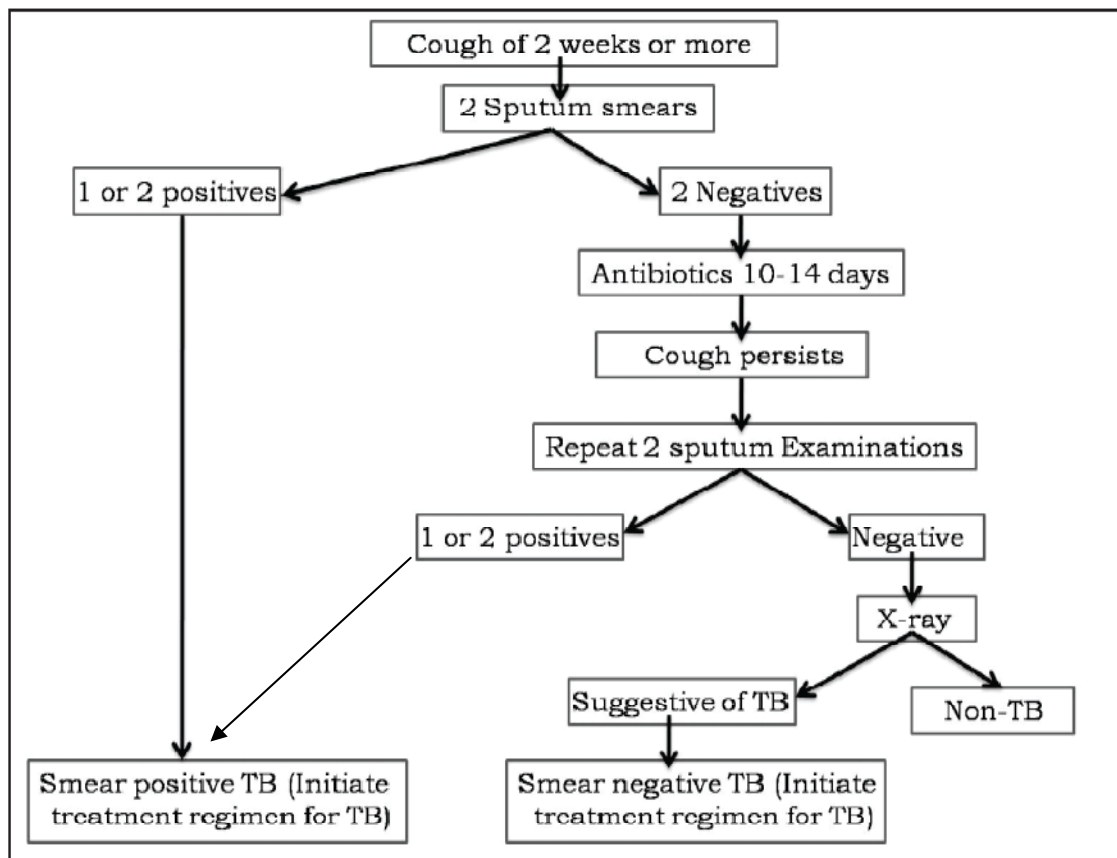 Cough of 2 weeks or more
2 Sputum smears
1 or 2 positives
2 Negatives
Antibiotics 10-14 days
Cough persists
Repeat 2 sputum Examinations
1 or 2 positives
Negative
X-ray
Suggestive of TB
Non-TB
Smear positive TB (Initiate
treatment regimen for TB)
Smear negative TB (Initiate
treatment regimen for TB)